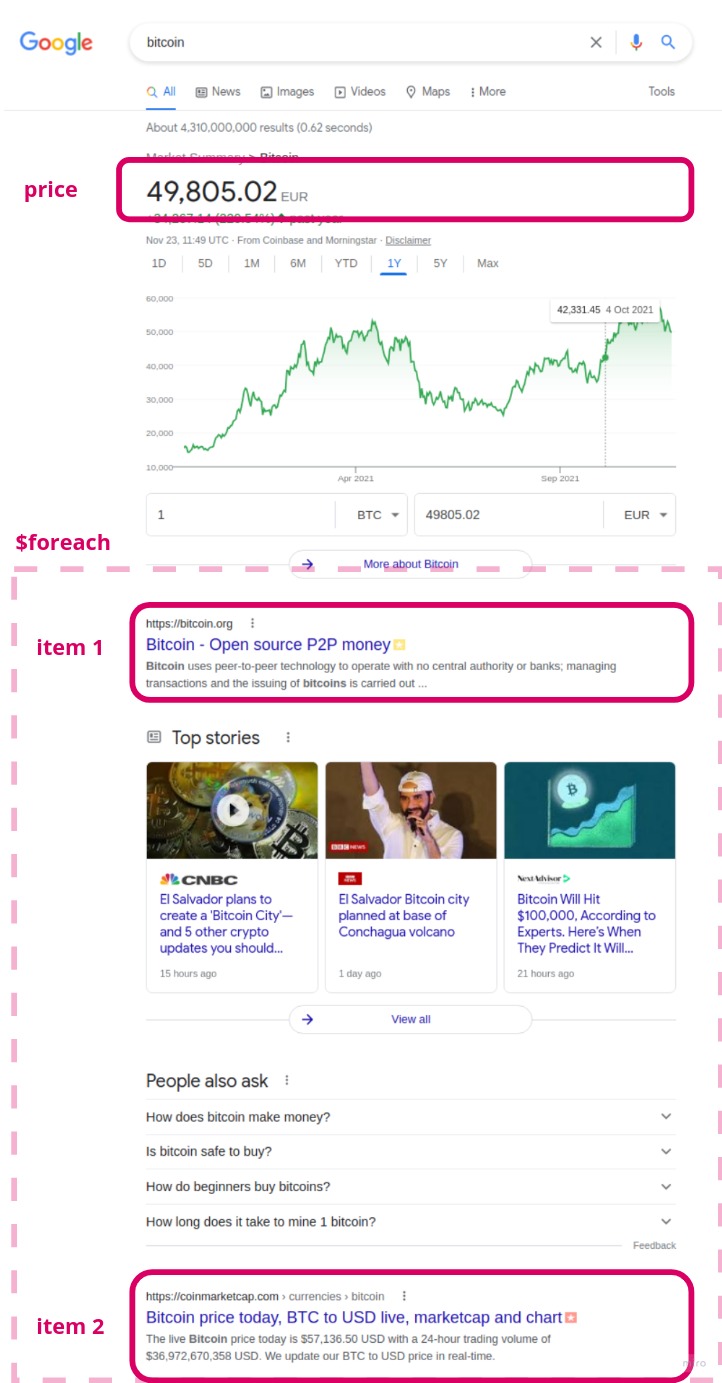 Google
bitcoin
All News Images Videos Maps More Tools
About 4.310,000,000 results (0.62 seconds)
Market Summary > Bitcoin
price
49,805.02 EUR
past year
Nov 23, 11:49 UTC · From Coinbase and Morningstar · Disclaimer
1D 5D 1M 6M YTD 1Y 5Y Max
60,000
42,331.45 4 Oct 2021
50,000
40,000
30,000
20,000
10,000
Apr 2021 Sep 2021
1 BTC 49805.02 EUR
$foreach
More about Bitcoin
item 1
https://bitcoin.org
Bitcoin - Open source P2P money
Bitcoin uses peer-to-peer technology to operate with no central authority or banks; managing
transactions and the issuing of bitcoins is carried out ...
Top stories
BBC NEWS
CNBC
El Salvador plans to
create a 'Bitcoin City'—
and 5 other crypto
updates you should...
15 hours ago
El Salvador Bitcoin city
planned at base of
Conchagua volcano
1 day ago
NextAdvisor
Bitcoin Will Hit
$100,000, According to
Experts. Here's When
They Predict It Will...
21 hours ago
View all
People also ask
How does bitcoin make money?
Is bitcoin safe to buy?
How do beginners buy bitcoins?
How long does it take to mine 1 bitcoin?
Feedback
item 2
https://coinmarketcap.com › currencies › bitcoin
Bitcoin price today, BTC to USD live, marketcap and chart
The live Bitcoin price today is $57,136.50 USD with a 24-hour trading volume of
$36,972,670,358 USD. We update our BTC to USD price in real-time.